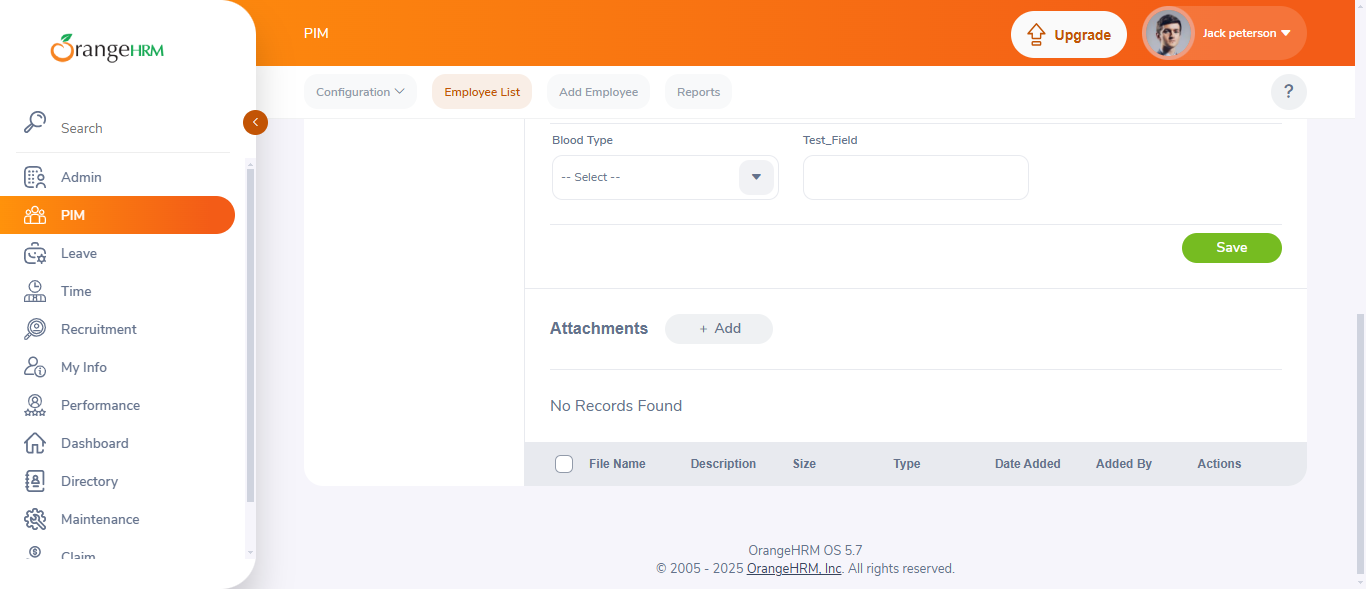 OrangeHRM
PIM
Upgrade
Jack peterson
Configuration
Employee List
Add Employee
Reports
?
Search
Admin
PIM
Leave
Time
Recruitment
My Info
Performance
Dashboard
Directory
Maintenance
Claim
Blood Type
Test_Field
-- Select --
Save
Attachments
+ Add
No Records Found
File Name Description Size Type Date Added Added By Actions
OrangeHRM OS 5.7
© 2005 - 2025 OrangeHRM, Inc. All rights reserved.